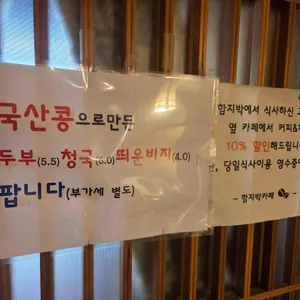 국산콩으로만든
두부(5.5) 청국(6.0) 띄운비지(4.0)
팝니다(부가세 별도)
함지박에서 식사하신
옆 카페에서 커피&
10% 할인해드립니
당일식사이용 영수증
- 함지박카페